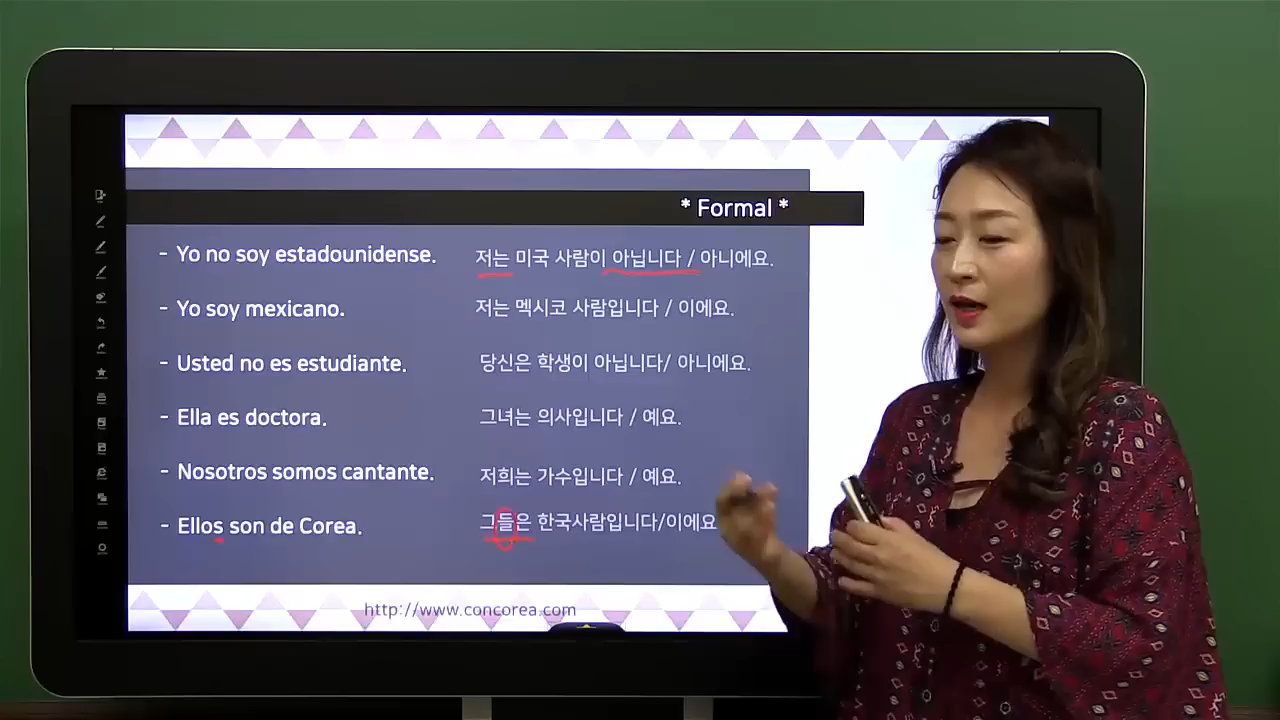 * Formal *
- Yo no soy estadounidense. 저는 미국 사람이 아닙니다 / 아니에요.
- Yo soy mexicano. 저는 멕시코 사람입니다 / 이에요.
- Usted no es estudiante. 당신은 학생이 아닙니다/ 아니에요.
- Ella es doctora. 그녀는 의사입니다 / 예요.
- Nosotros somos cantante. 저희는 가수입니다 / 예요.
- Ellos son de Corea. 그들은 한국사람입니다/이에요
http://www.concorea.com